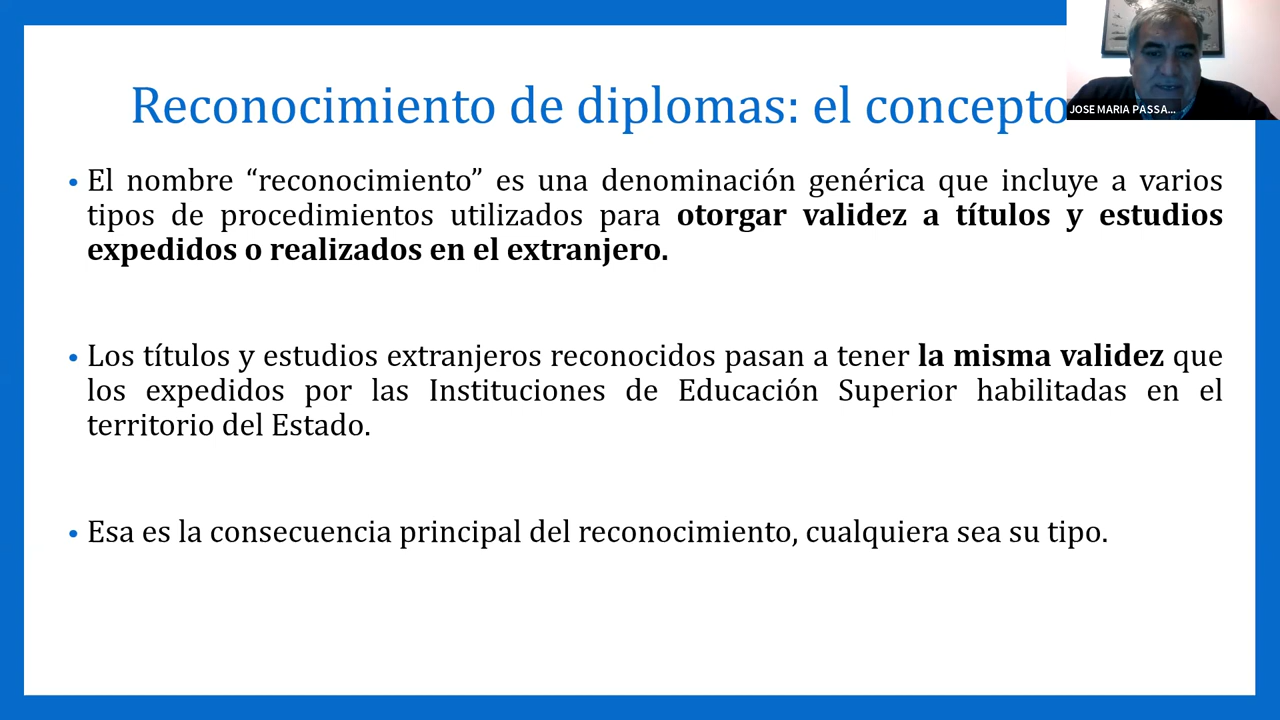 Reconocimiento de diplomas: el concepto
JOSE MARIA PASSA...
• El nombre “reconocimiento” es una denominación genérica que incluye a varios
tipos de procedimientos utilizados para otorgar validez a títulos y estudios
expedidos o realizados en el extranjero.
• Los títulos y estudios extranjeros reconocidos pasan a tener la misma validez que
los expedidos por las Instituciones de Educación Superior habilitadas en el
territorio del Estado.
• Esa es la consecuencia principal del reconocimiento, cualquiera sea su tipo.